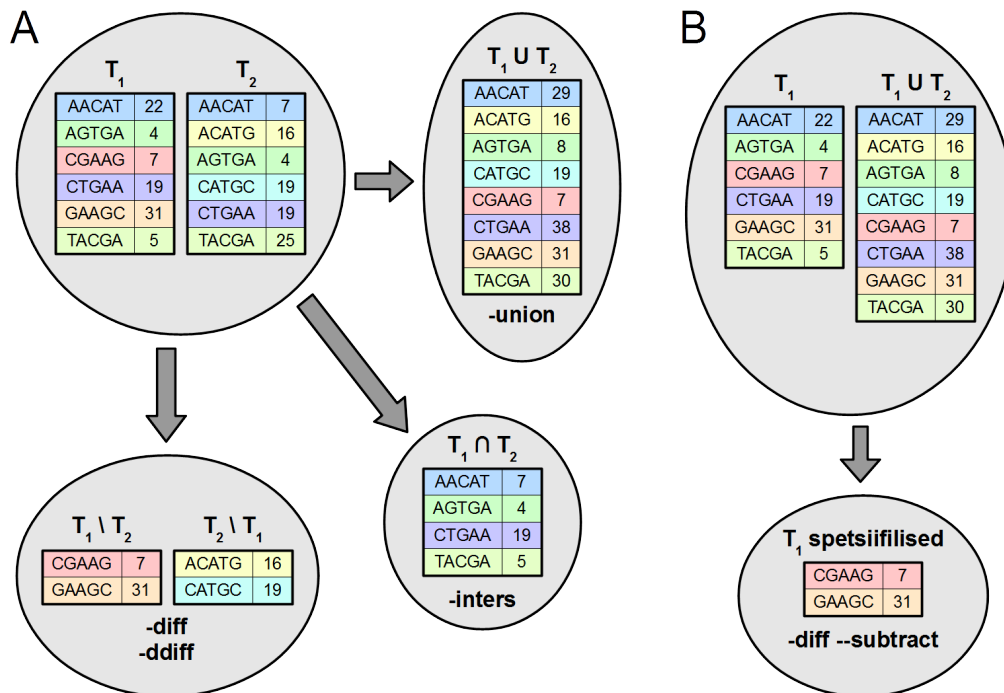 A
T1
AACAT 22
AGTGA 4
CGAAG 7
CTGAA 19
GAAGC 31
TACGA 5
T2
AACAT 7
ACATG 16
AGTGA 4
CATGC 19
CTGAA 19
TACGA 25
T1 U T2
AACAT 29
ACATG 16
AGTGA 8
CATGC 19
CGAAG 7
CTGAA 38
GAAGC 31
TACGA 30
-union
T1 \ T2
CGAAG 7
GAAGC 31
T2 \ T1
ACATG 16
CATGC 19
-diff
-ddiff
T1 ∩ T2
AACAT 7
AGTGA 4
CTGAA 19
TACGA 5
-inters
B
T1
AACAT 22
AGTGA 4
CGAAG 7
CTGAA 19
GAAGC 31
TACGA 5
T1 U T2
AACAT 29
ACATG 16
AGTGA 8
CATGC 19
CGAAG 7
CTGAA 38
GAAGC 31
TACGA 30
T1 spetsiifilised
CGAAG 7
GAAGC 31
-diff --subtract